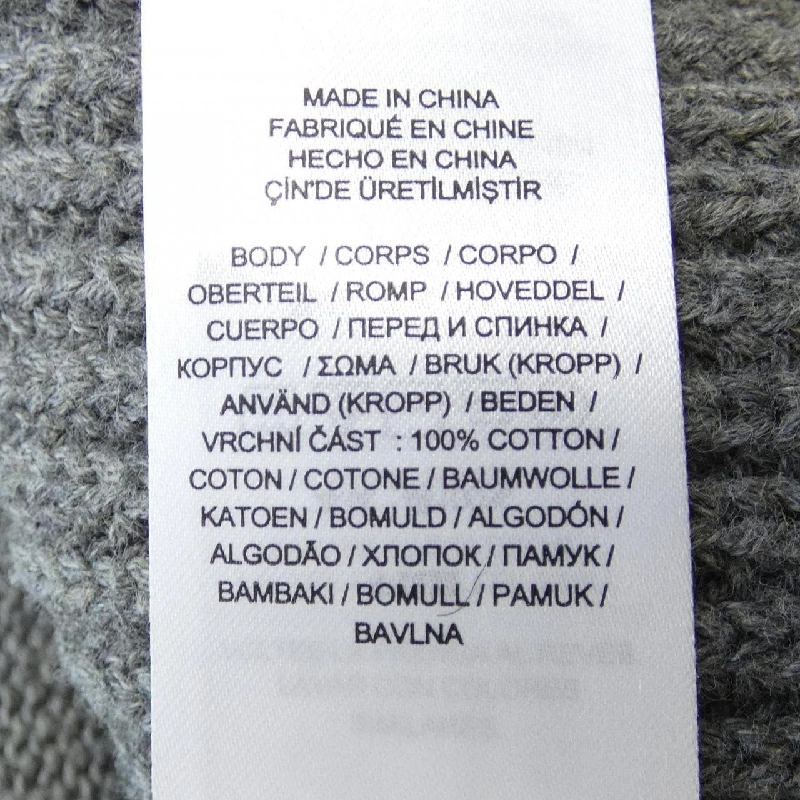 MADE IN CHINA
FABRIQUÉ EN CHINE
HECHO EN CHINA
ÇİN'DE ÜRETİLMİŞTİR
BODY / CORPS / CORPO /
OBERTEIL / ROMP / HOVEDDEL /
CUERPO / ПЕРЕД И СПИНКА /
КОРПУС / ΣΩΜΑ / BRUK (KROPP) /
ANVÄND (KROPP) / BEDEN /
VRCHNÍ ČÁST : 100% COTTON /
COTON / COTONE / BAUMWOLLE /
KATOEN / BOMULD / ALGODÓN /
ALGODÃO / ХЛОПОК / ПАМУК /
BAMBAKI / BOMULL / PAMUK /
BAVLNA